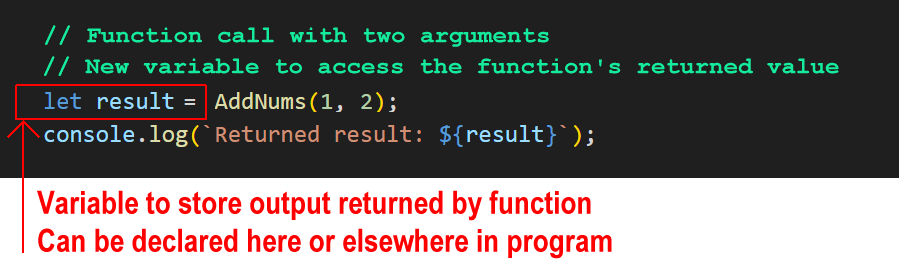 // Function call with two arguments
// New variable to access the function's returned value
let result = AddNums(1, 2);
console.log(`Returned result: ${result}`);
Variable to store output returned by function
Can be declared here or elsewhere in program